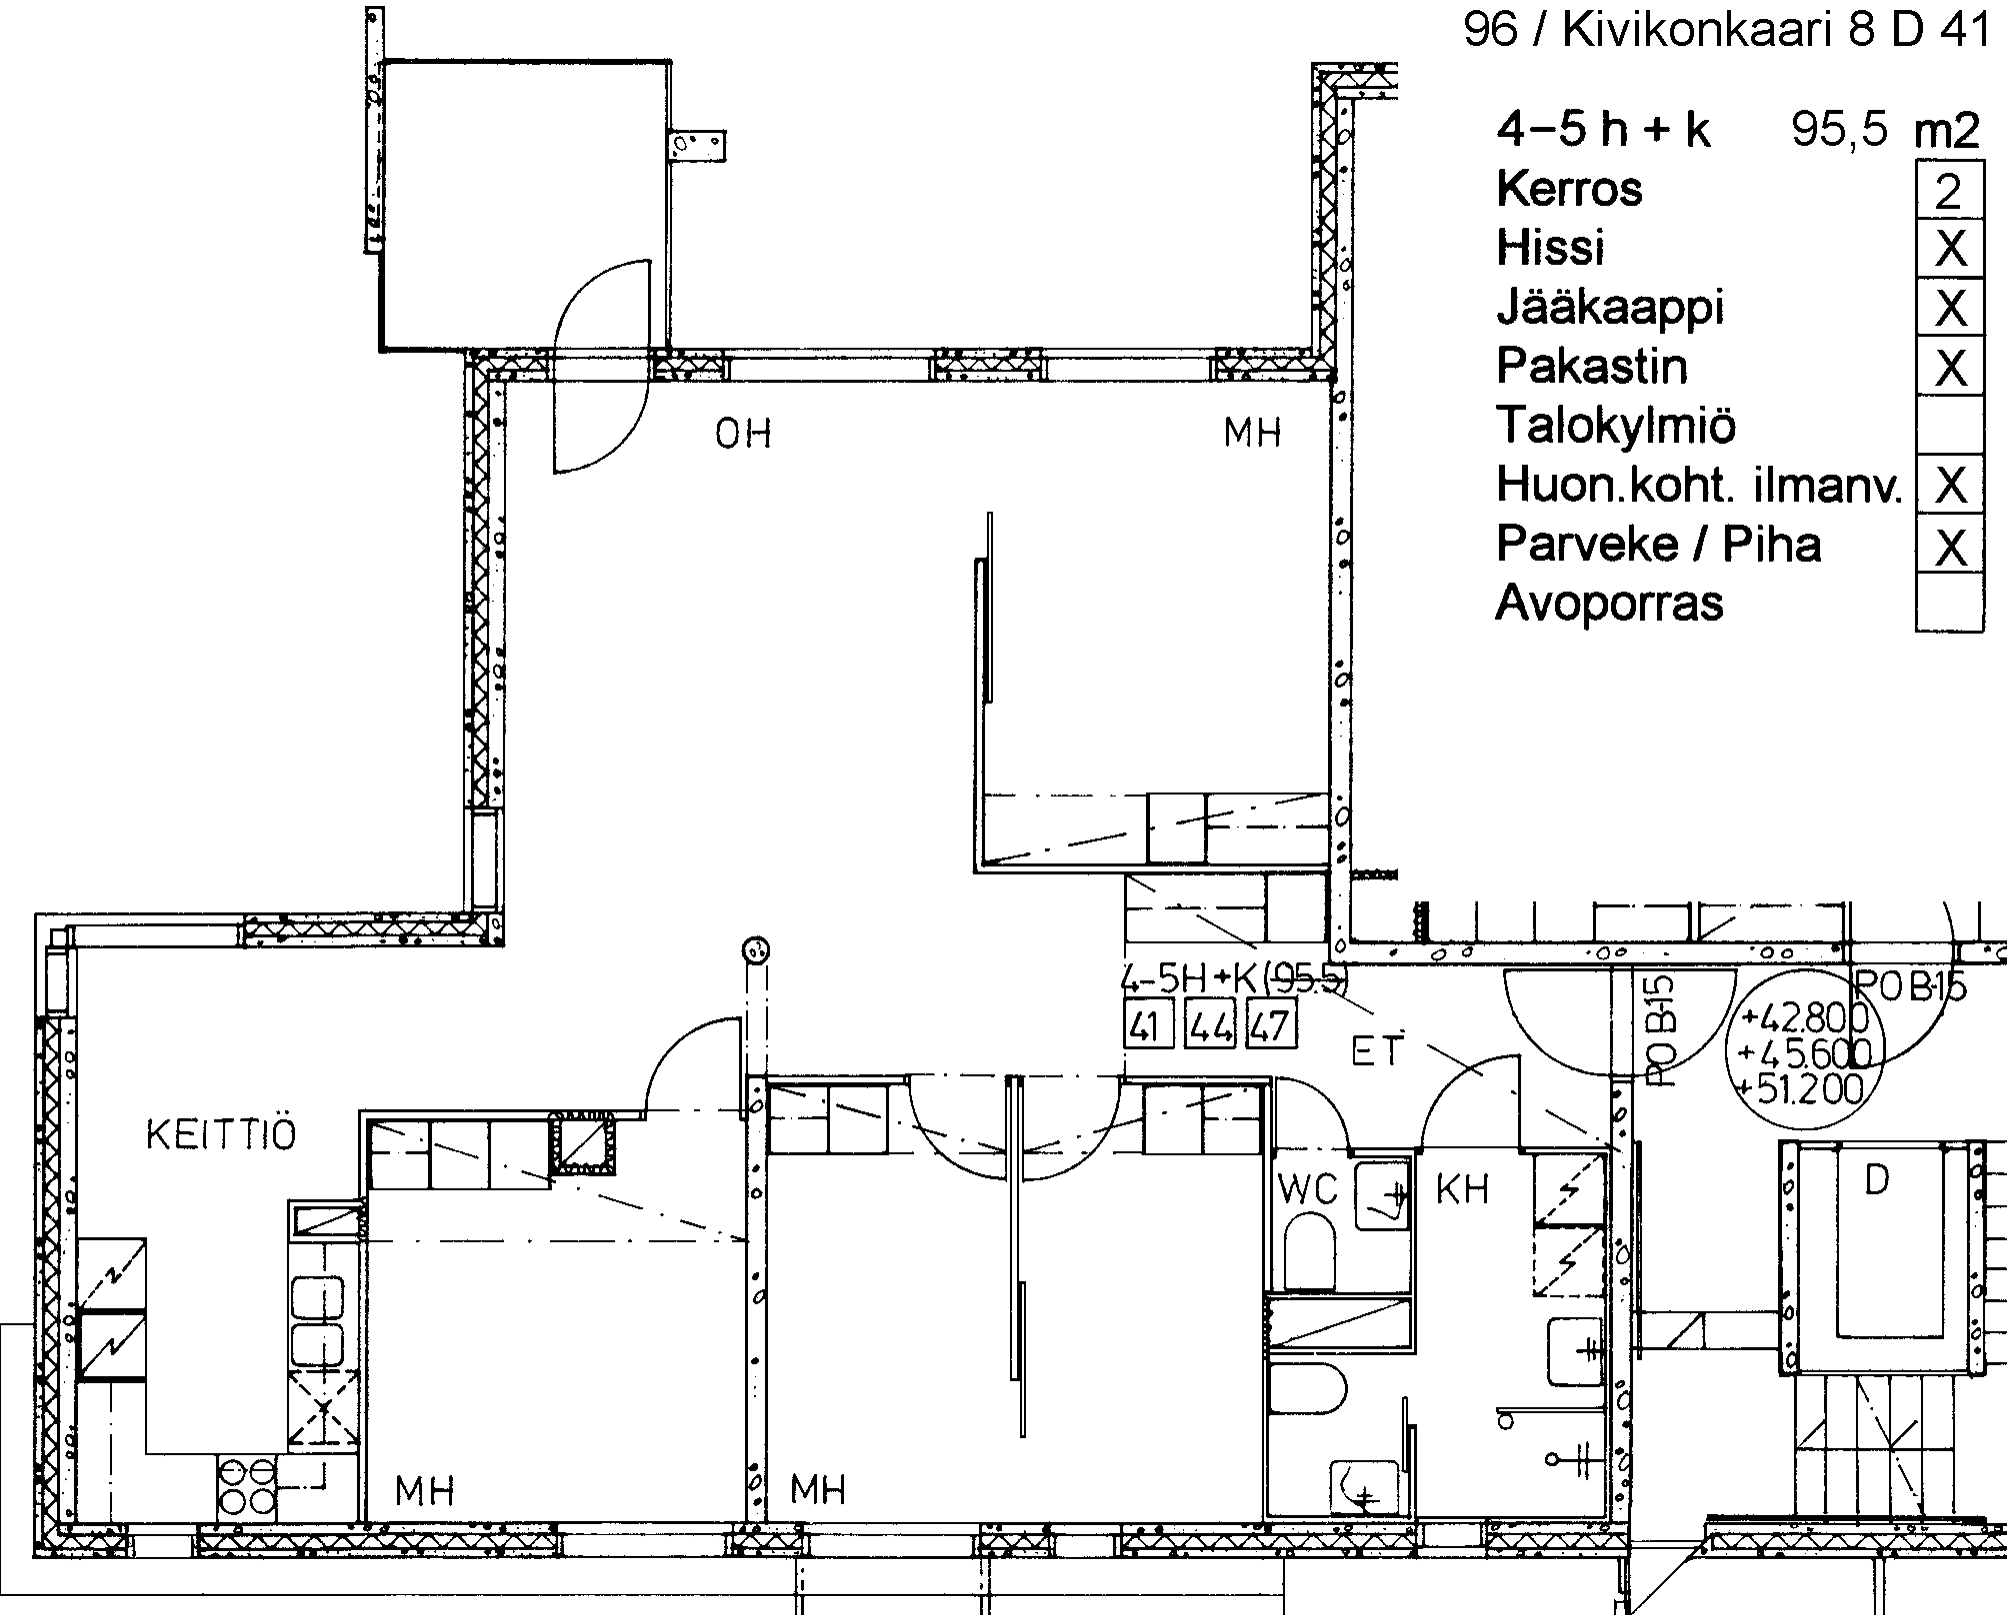 96 / Kivikonkaari 8 D 41
4-5 h + k 95,5 m2
Kerros 2
Hissi X
Jääkaappi X
Pakastin X
Talokylmiö
Huon.koht. ilmanv. X
Parveke / Piha X
Avoporras
OH
MH
4-5H+K(95.5)
41 44 47
ET
PO B-15
PO B-15
+42.800
+45.600
+51.200
KEITTIÖ
WC
KH
D
MH
MH